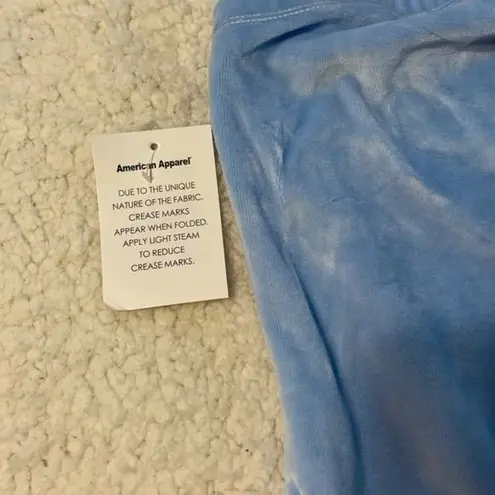 American Apparel
DUE TO THE UNIQUE
NATURE OF THE FABRIC,
CREASE MARKS
APPEAR WHEN FOLDED.
APPLY LIGHT STEAM
TO REDUCE
CREASE MARKS.